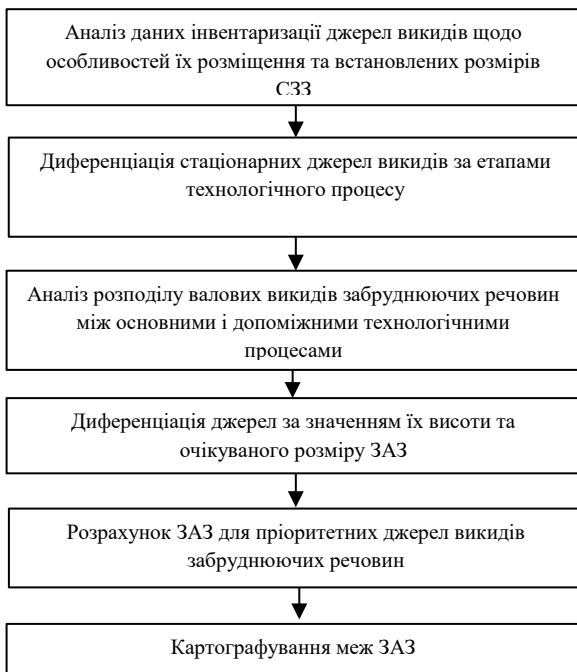 Аналіз даних інвентаризації джерел викидів щодо
особливостей їх розміщення та встановлених розмірів
СЗЗ
Диференціація стаціонарних джерел викидів за етапами
технологічного процесу
Аналіз розподілу валових викидів забруднюючих речовин
між основними і допоміжними технологічними
процесами
Диференціація джерел за значенням їх висоти та
очікуваного розміру ЗАЗ
Розрахунок ЗАЗ для пріоритетних джерел викидів
забруднюючих речовин
Картографування меж ЗАЗ